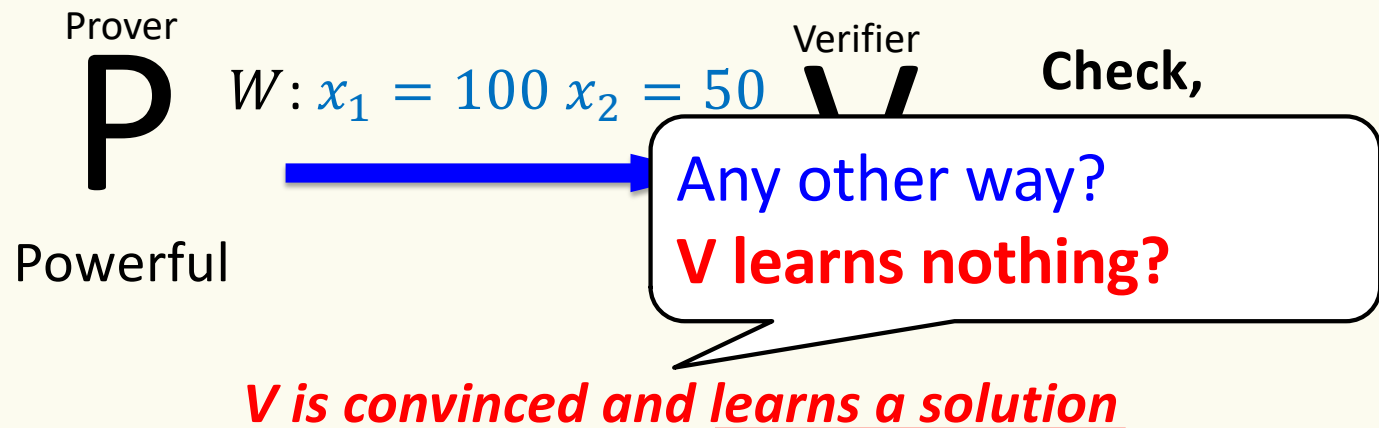 Prover
P
W: x₁ = 100 x₂ = 50
Verifier
Check,
Any other way?
V learns nothing?
Powerful
V is convinced and learns a solution